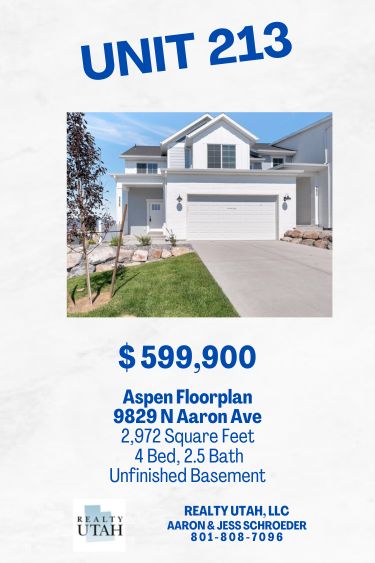 UNIT 213
$599,900
Aspen Floorplan
9829 N Aaron Ave
2,972 Square Feet
4 Bed, 2.5 Bath
Unfinished Basement
REALTY
UTAH
REALTY UTAH, LLC
AARON & JESS SCHROEDER
801-808-7096